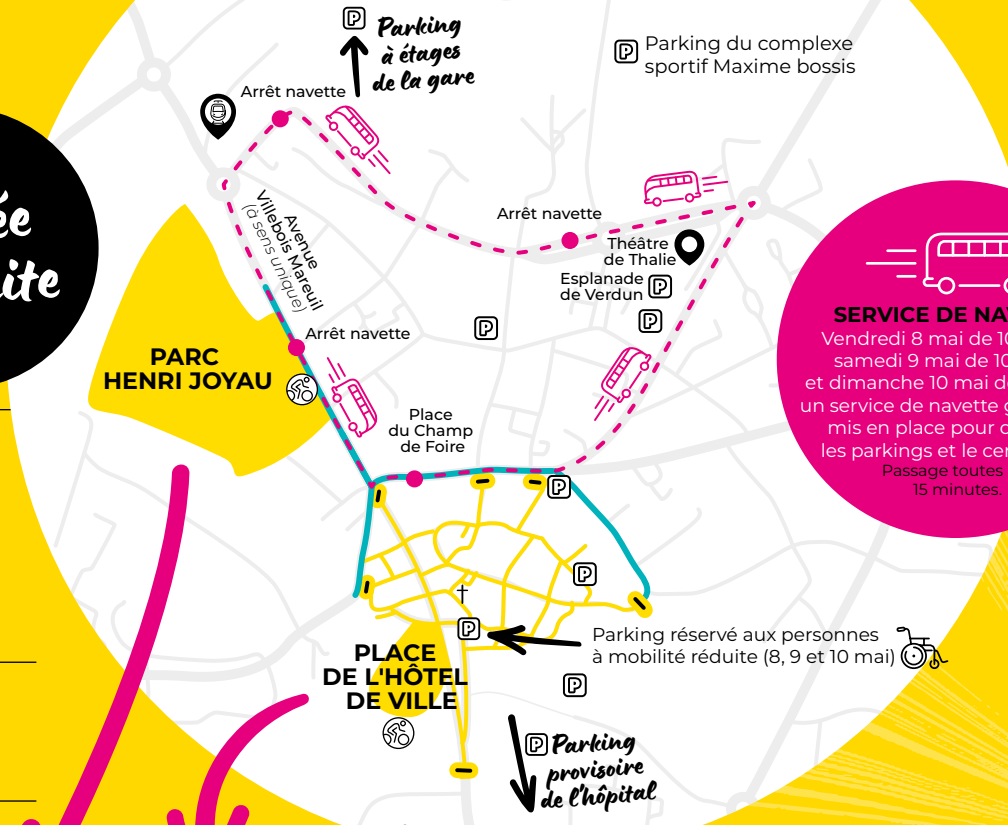 Parking
à étages
de la gare
P
P
Parking du complexe
sportif Maxime bossis
Arrêt navette
Avenue
Villebois Mareuil
(à sens unique)
Arrêt navette
Théâtre
de Thalie
Esplanade
de Verdun
P
P
P
Arrêt navette
PARC
HENRI JOYAU
Place
du Champ
de Foire
SERVICE DE
Vendredi 8 mai de
samedi 9 mai de
et dimanche 10 mai
un service de navette
mis en place pour
les parkings et le
Passage toutes
15 minutes.
P
P
P
Parking réservé aux personnes
à mobilité réduite (8, 9 et 10 mai)
PLACE
DE L'HÔTEL
DE VILLE
P
P
Parking
provisoire
de l'hôpital